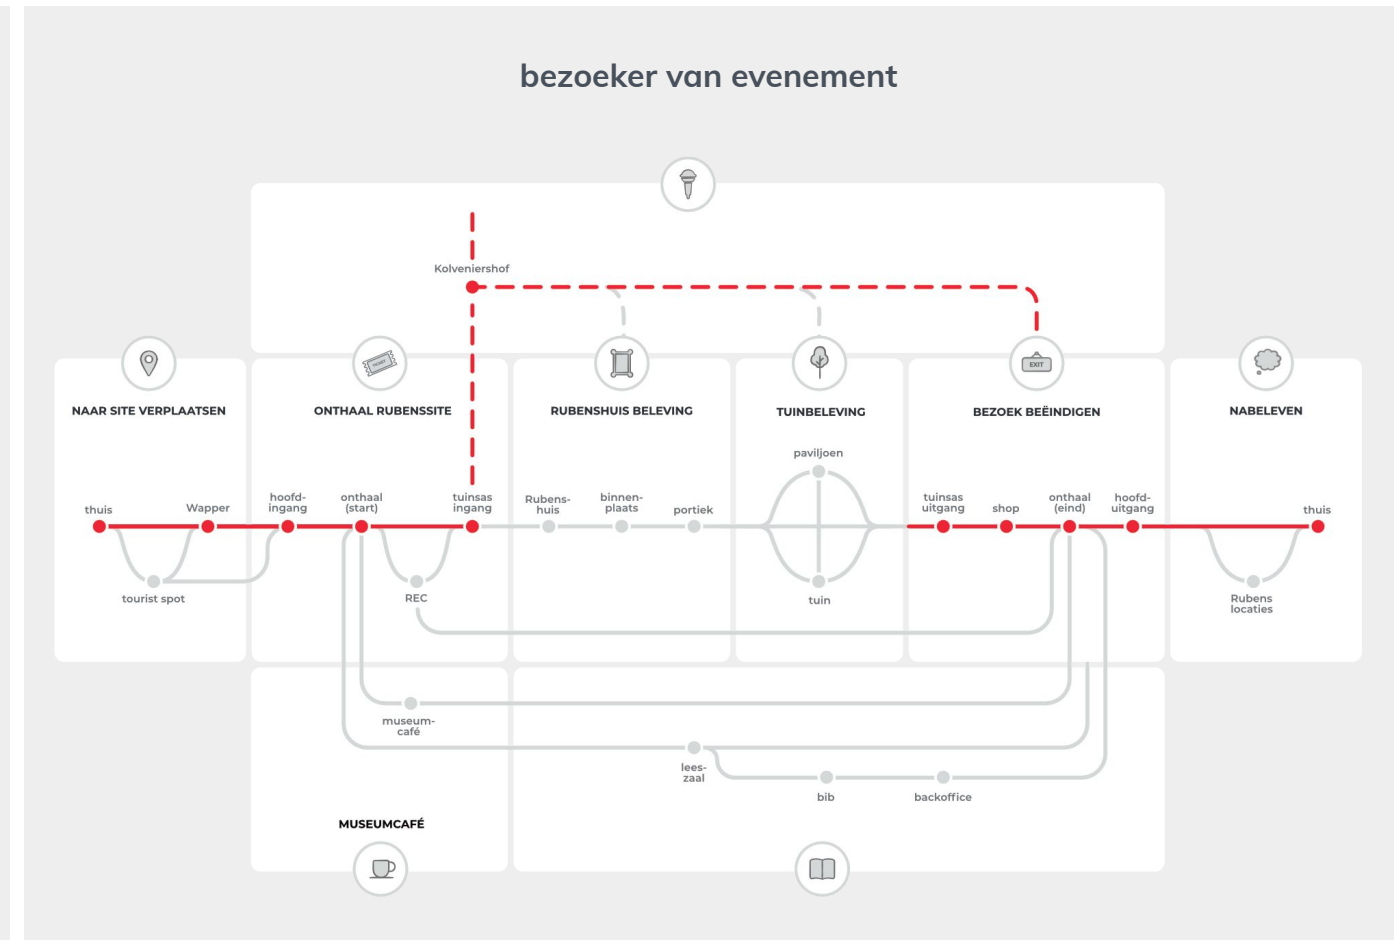 bezoeker van evenement
Kolveniershof
TICKET
EXIT
NAAR SITE VERPLAATSEN
ONTHAAL RUBENSSITE
RUBENSHUIS BELEVING
TUINBELEVING
BEZOEK BEËINDIGEN
NABELEVEN
thuis
Wapper
tourist spot
hoofd-
ingang
onthaal
(start)
tuinsas
ingang
REC
Rubens-
huis
binnen-
plaats
portiek
paviljoen
tuin
tuinsas
uitgang
shop
onthaal
(eind)
hoofd-
uitgang
thuis
Rubens
locaties
museum-
café
lees-
zaal
bib
backoffice
MUSEUMCAFÉ